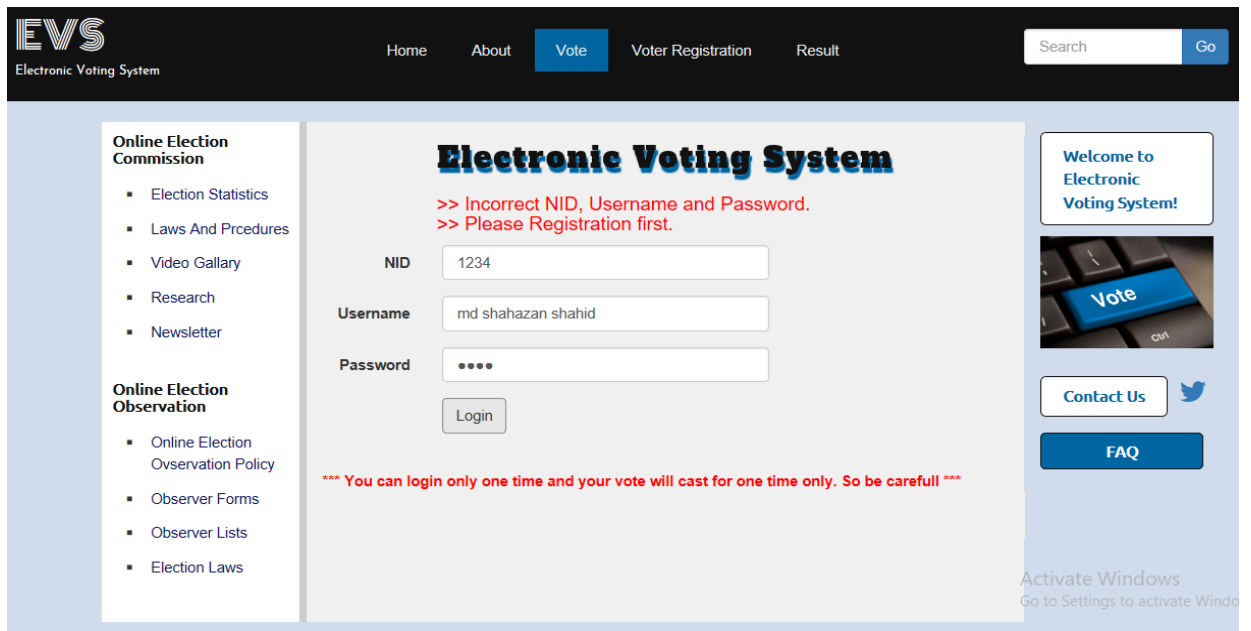 EVS
Electronic Voting System
Home About Vote Voter Registration Result
Search Go
Online Election
Commission
Election Statistics
Laws And Prcedures
Video Gallary
Research
Newsletter
Online Election
Observation
Online Election
Ovservation Policy
Observer Forms
Observer Lists
Election Laws
Electronic Voting System
>> Incorrect NID, Username and Password.
>> Please Registration first.
NID 1234
Username md shahazan shahid
Password ●●●●
Login
*** You can login only one time and your vote will cast for one time only. So be carefull ***
Welcome to
Electronic
Voting System!
Vote
Ctrl
Contact Us
FAQ
Activate Windows
Go to Settings to activate Windo